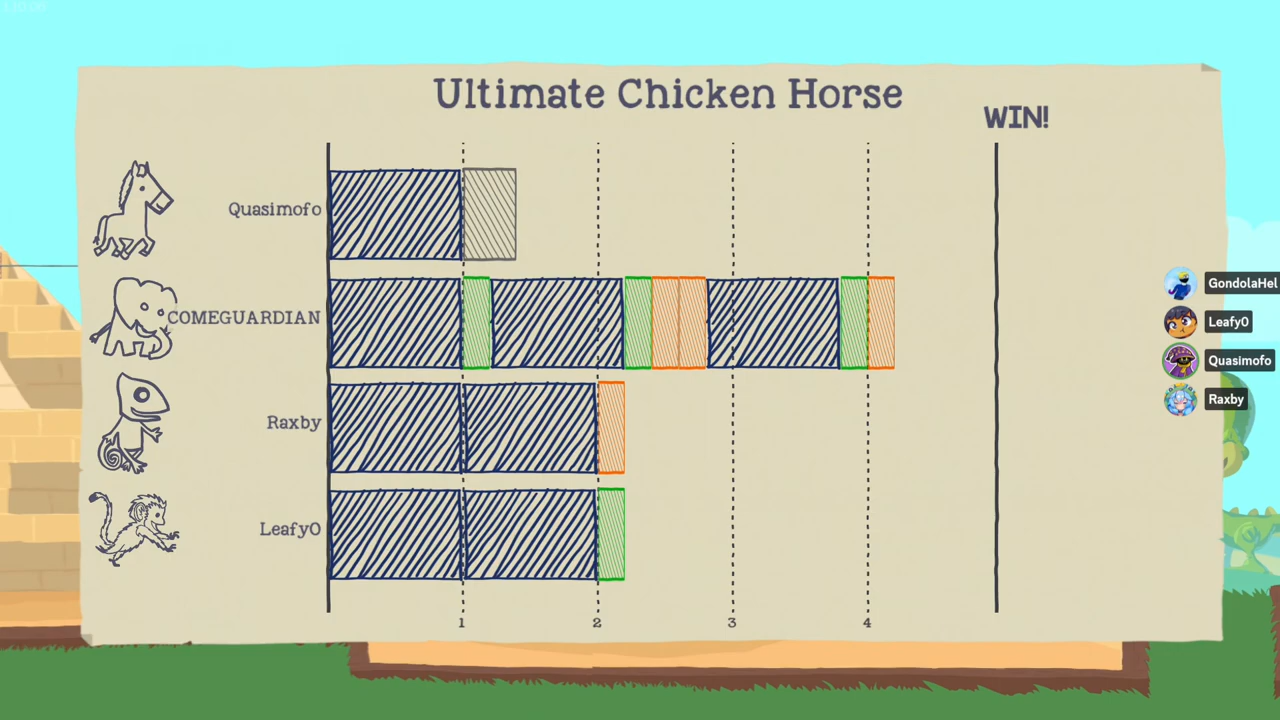 Ultimate Chicken Horse
WIN!
Quasimofo
COMEGUARDIAN
Raxby
LeafyO
1 2 3 4
GondolaHel
LeafyO
Quasimofo
Raxby